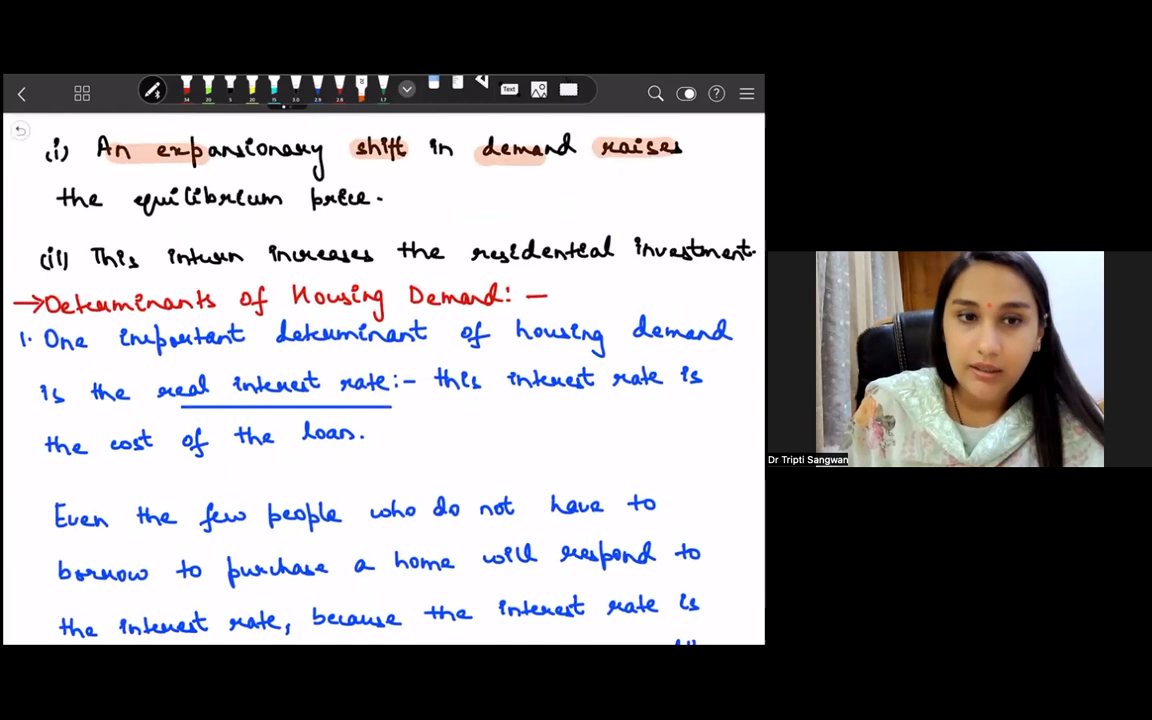 (i) An expansionary shift in demand raises
the equilibrium price.
(ii) This inturn increases the residential investment.
→Determinants of Housing Demand: —
1. One important determinant of housing demand
is the real interest rate:- this interest rate is
the cost of the loan.
Even the few people who do not have to
borrow to purchase a home will respond to
the interest rate, because the interest rate is
Text
Dr Tripti Sangwan